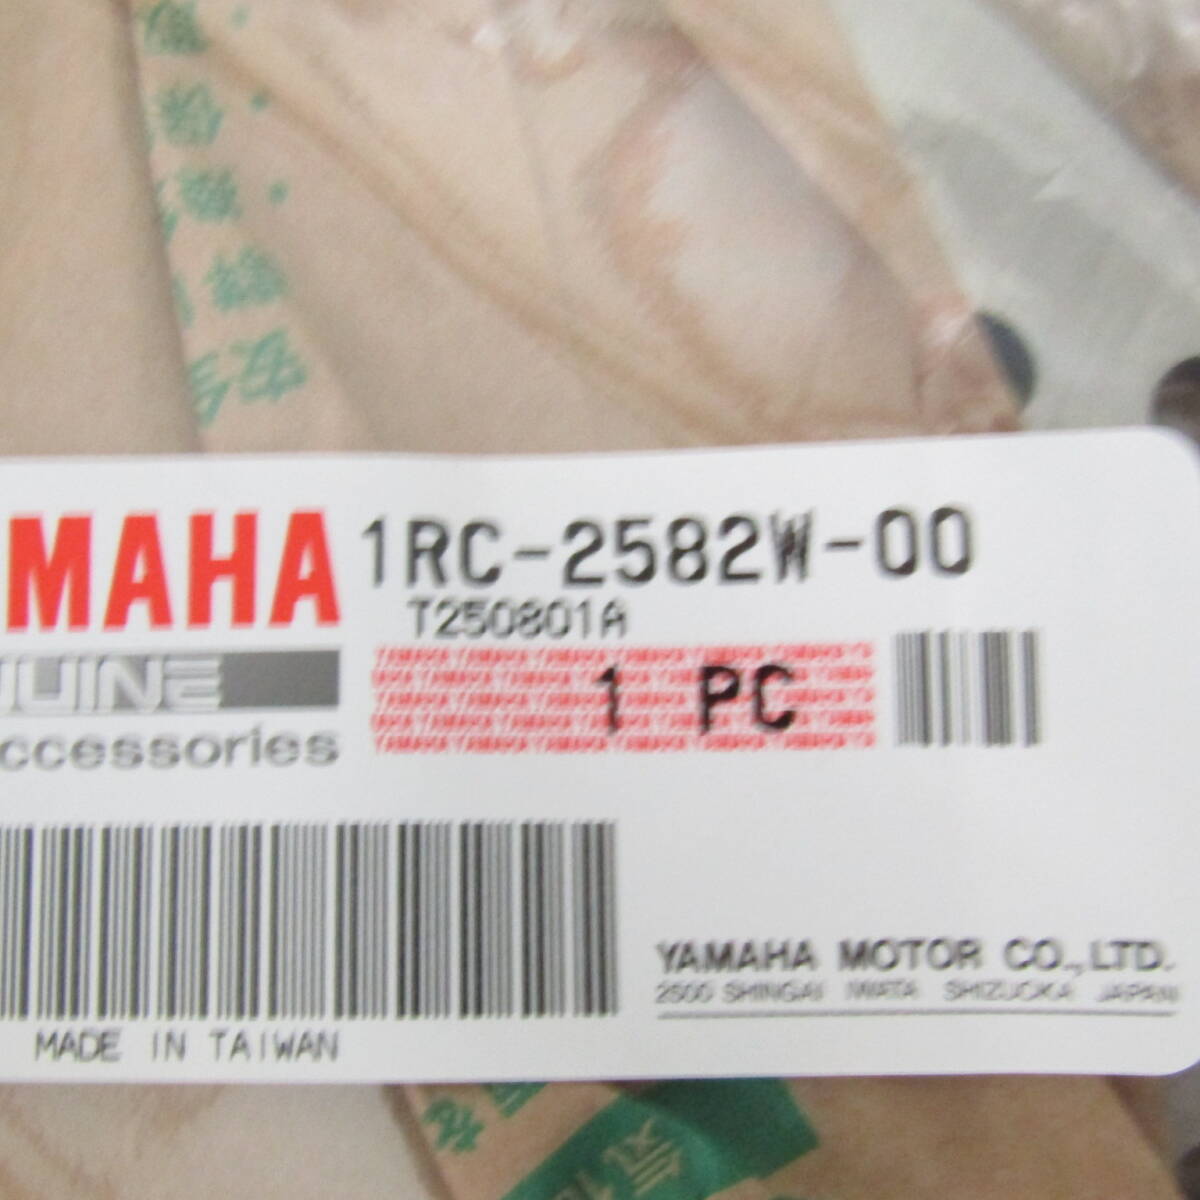 MAHA 1RC-2582W-00
T250801A
1 PC
UINE
ccessories
MADE IN TAIWAN
YAMAHA MOTOR CO.,LTD.
2500 SHINGAI IWATA SHIZUOKA JAPAN